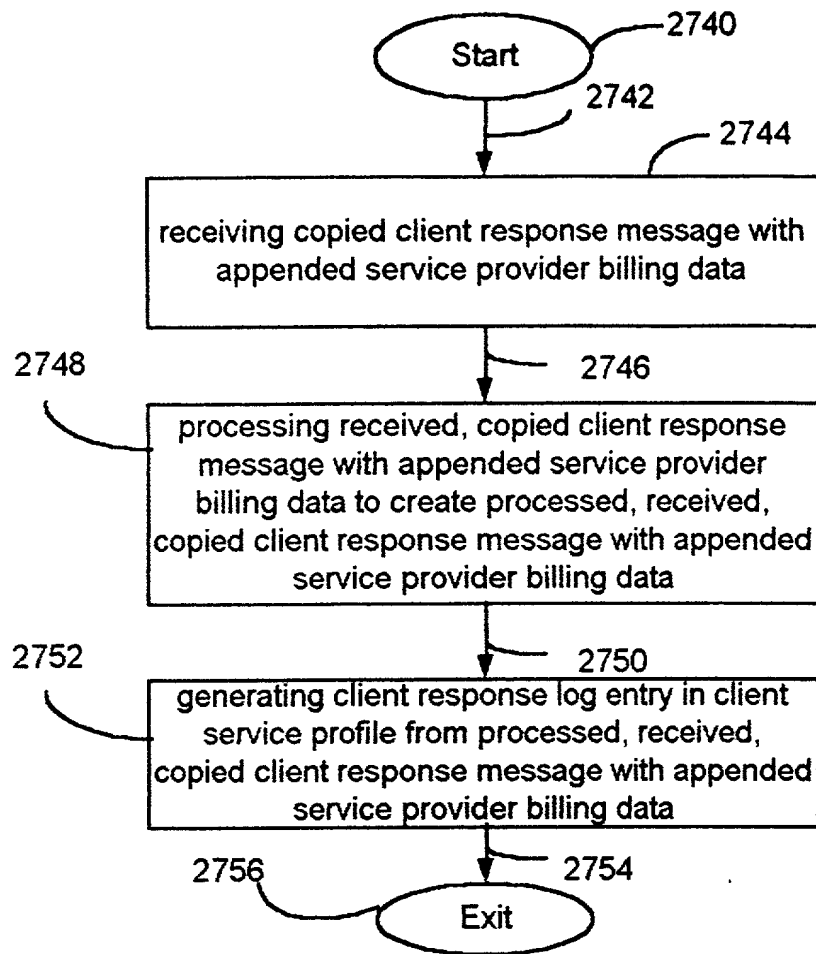 2740
Start
2742
2744
receiving copied client response message with
appended service provider billing data
2746
2748
processing received, copied client response
message with appended service provider
billing data to create processed, received,
copied client response message with appended
service provider billing data
2750
2752
generating client response log entry in client
service profile from processed, received,
copied client response message with appended
service provider billing data
2754
2756
Exit